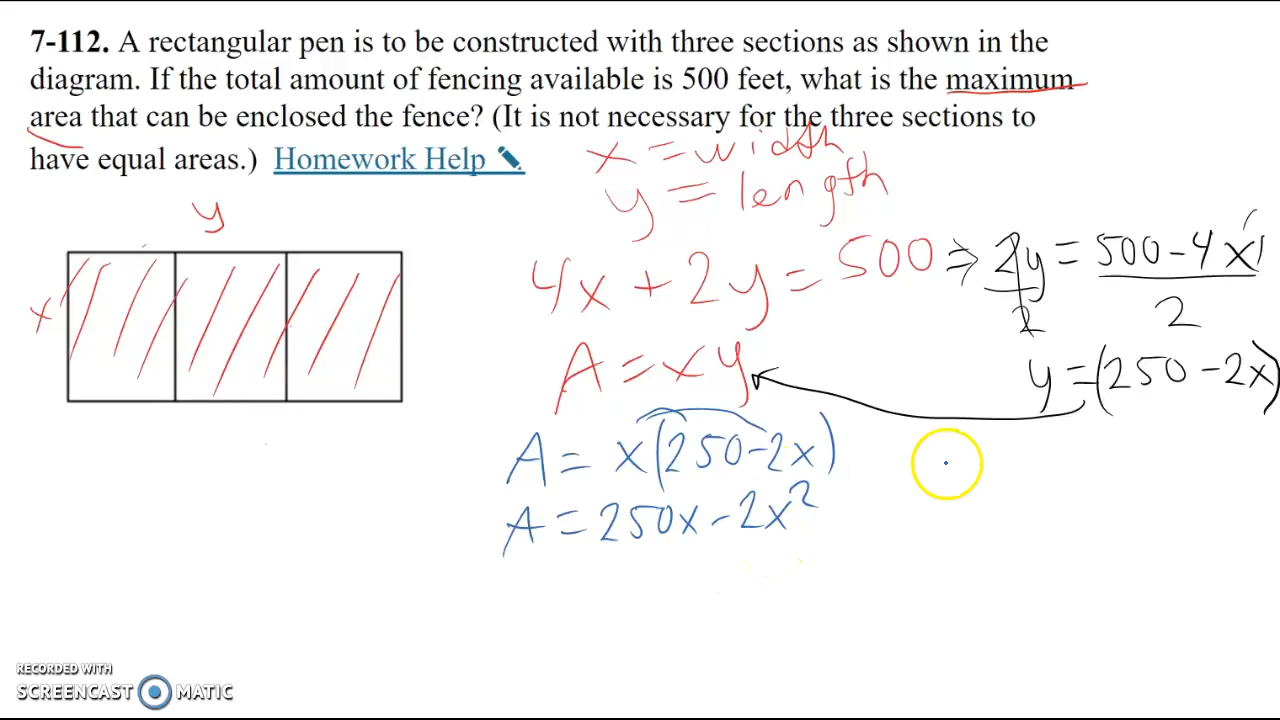 7-112. A rectangular pen is to be constructed with three sections as shown in the
diagram. If the total amount of fencing available is 500 feet, what is the maximum
area that can be enclosed the fence? (It is not necessary for the three sections to
have equal areas.) Homework Help
x = width
y = length
y
x
4x + 2y = 500 ⇒ 2y/2 = (500 - 4x)/2
A = xy
y = (250 - 2x)
A = x(250 - 2x)
A = 250x - 2x²
RECORDED WITH
SCREENCAST MATIC